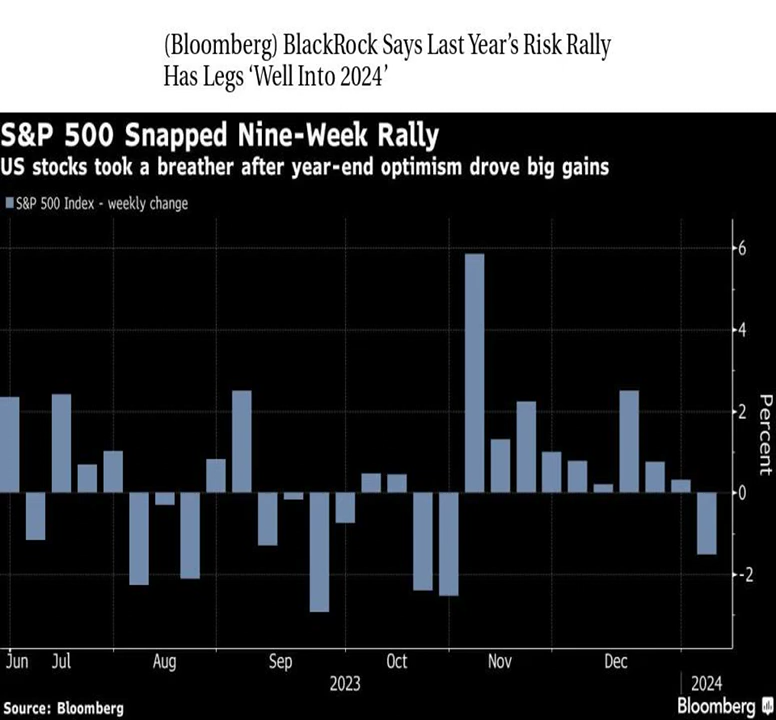 (Bloomberg) BlackRock Says Last Year's Risk Rally
Has Legs 'Well Into 2024'
S&P 500 Snapped Nine-Week Rally
US stocks took a breather after year-end optimism drove big gains
S&P 500 Index - weekly change
6
4
2
0
-2
Percent
Jun Jul Aug Sep Oct Nov Dec
2023 2024
Source: Bloomberg
Bloomberg